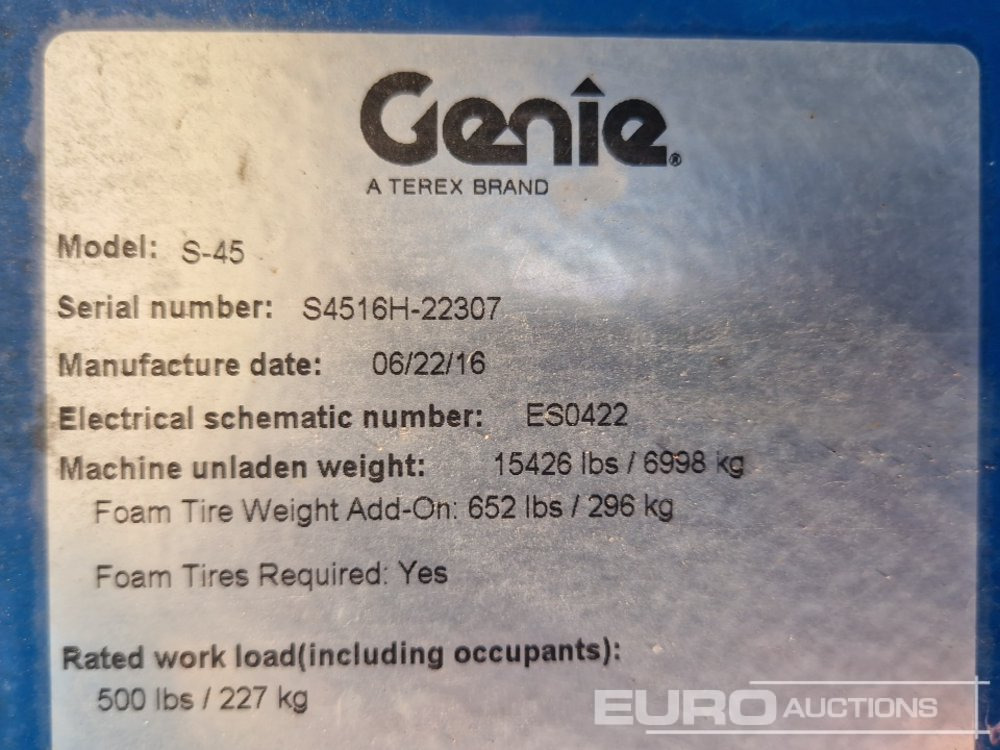 Genie®
A TEREX BRAND
Model: S-45
Serial number: S4516H-22307
Manufacture date: 06/22/16
Electrical schematic number: ES0422
Machine unladen weight: 15426 lbs / 6998 kg
Foam Tire Weight Add-On: 652 lbs / 296 kg
Foam Tires Required: Yes
Rated work load(including occupants):
500 lbs / 227 kg
EURO AUCTIONS